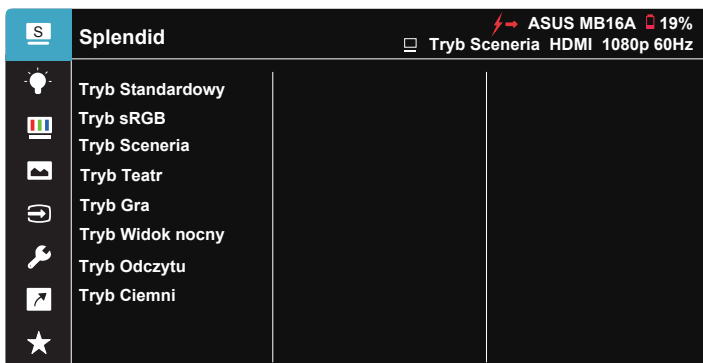 S
Splendid
ASUS MB16A 19%
Tryb Sceneria HDMI 1080p 60Hz
Tryb Standardowy
Tryb sRGB
Tryb Sceneria
Tryb Teatr
Tryb Gra
Tryb Widok nocny
Tryb Odczytu
Tryb Ciemni